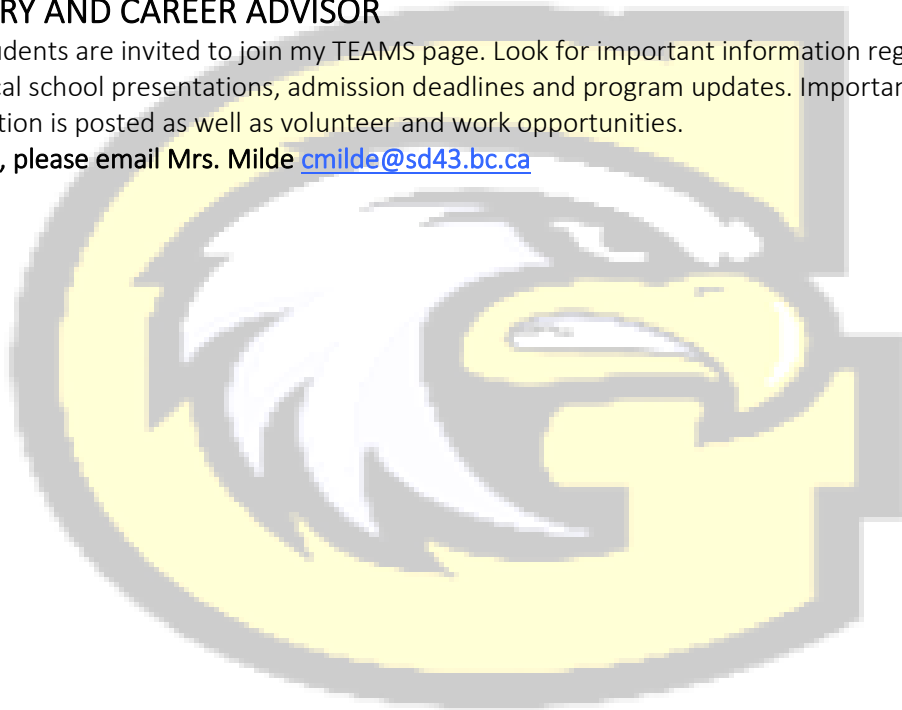 RY AND CAREER ADVISOR
udents are invited to join my TEAMS page. Look for important information reg
cal school presentations, admission deadlines and program updates. Importan
tion is posted as well as volunteer and work opportunities.
, please email Mrs. Milde cmilde@sd43.bc.ca